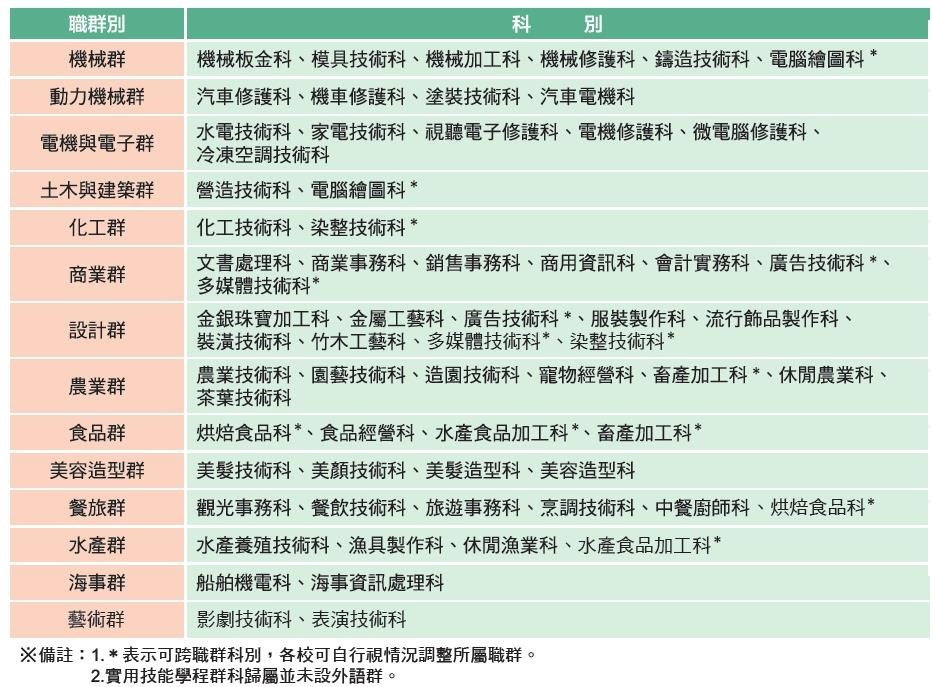 職群別 科 別
機械群 機械板金科、模具技術科、機械加工科、機械修護科、鑄造技術科、電腦繪圖科*
動力機械群 汽車修護科、機車修護科、塗裝技術科、汽車電機科
電機與電子群 水電技術科、家電技術科、視聽電子修護科、電機修護科、微電腦修護科、
冷凍空調技術科
土木與建築群 營造技術科、電腦繪圖科*
化工群 化工技術科、染整技術科*
商業群 文書處理科、商業事務科、銷售事務科、商用資訊科、會計實務科、廣告技術科*、
多媒體技術科*
設計群 金銀珠寶加工科、金屬工藝科、廣告技術科*、服裝製作科、流行飾品製作科、
裝潢技術科、竹木工藝科、多媒體技術科*、染整技術科*
農業群 農業技術科、園藝技術科、造園技術科、寵物經營科、畜產加工科*、休閒農業科、
茶葉技術科
食品群 烘焙食品科*、食品經營科、水產食品加工科*、畜產加工科*
美容造型群 美髮技術科、美顏技術科、美髮造型科、美容造型科
餐旅群 觀光事務科、餐飲技術科、旅遊事務科、烹調技術科、中餐廚師科、烘焙食品科*
水產群 水產養殖技術科、漁具製作科、休閒漁業科、水產食品加工科*
海事群 船舶機電科、海事資訊處理科
藝術群 影劇技術科、表演技術科
※備註：1.＊表示可跨職群科別，各校可自行視情況調整所屬職群。
2.實用技能學程群科歸屬並未設外語群。